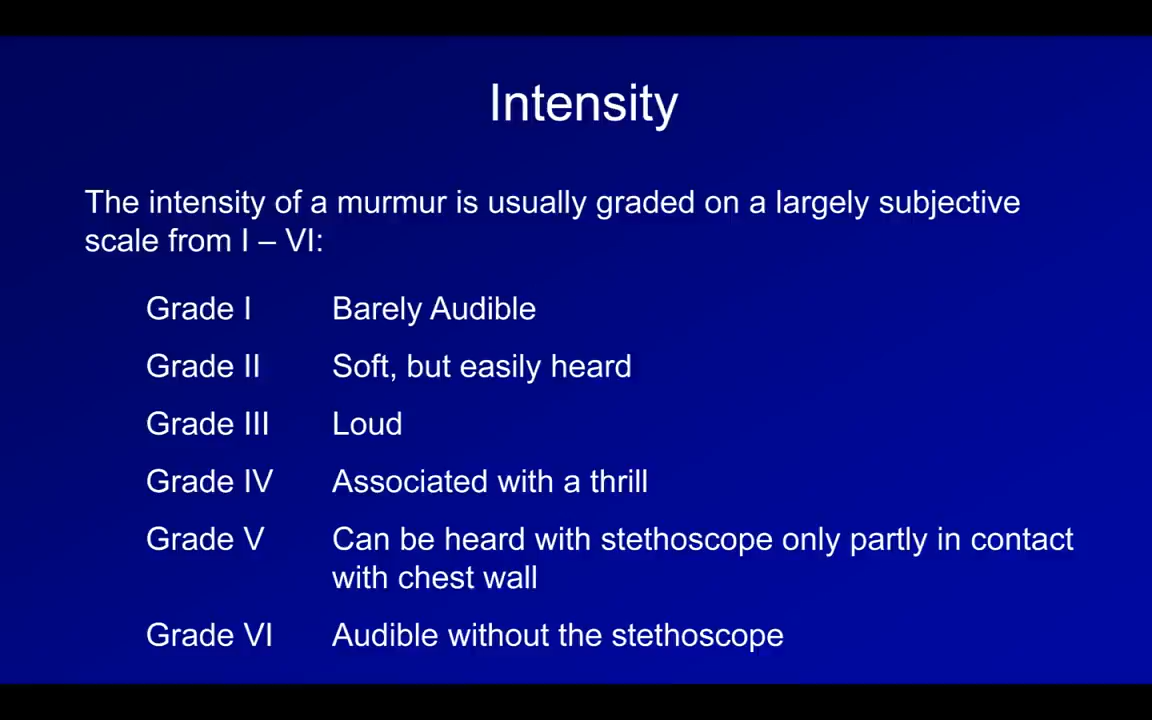 Intensity
The intensity of a murmur is usually graded on a largely subjective
scale from I – VI:
Grade I Barely Audible
Grade II Soft, but easily heard
Grade III Loud
Grade IV Associated with a thrill
Grade V Can be heard with stethoscope only partly in contact
with chest wall
Grade VI Audible without the stethoscope